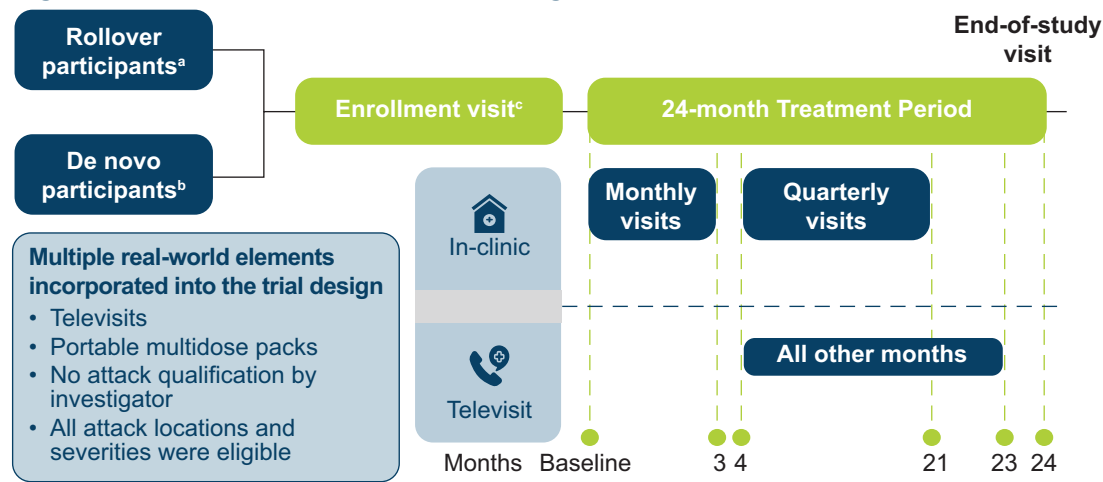 Rollover
participantsᵃ
De novo
participantsᵇ
Enrollment visitᶜ
24-month Treatment Period
End-of-study
visit
Multiple real-world elements
incorporated into the trial design
• Televisits
• Portable multidose packs
• No attack qualification by
investigator
• All attack locations and
severities were eligible
In-clinic
Televisit
Monthly
visits
Quarterly
visits
All other months
Months Baseline 3 4 21 23 24